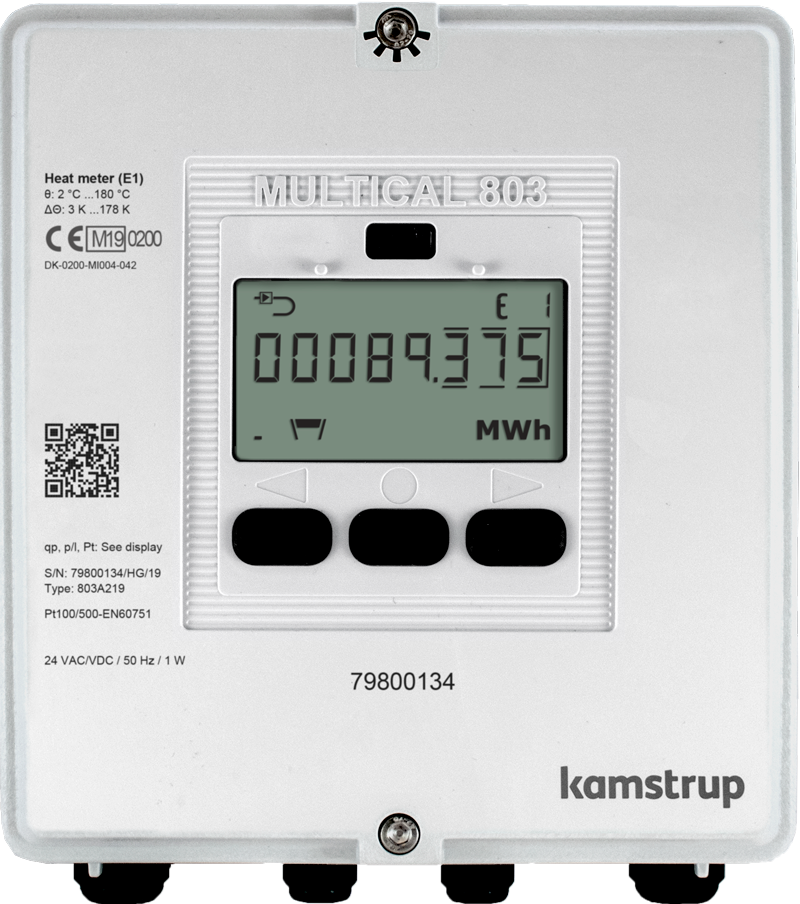 Heat meter (E1)
θ: 2 °C ...180 °C
ΔΘ: 3 K ...178 K
CE M19 0200
DK-0200-MI004-042
MULTICAL 803
E 1
00089.375
MWh
qp, p/l, Pt: See display
S/N: 79800134/HG/19
Type: 803A219
Pt100/500-EN60751
24 VAC/VDC / 50 Hz / 1 W
79800134
kamstrup